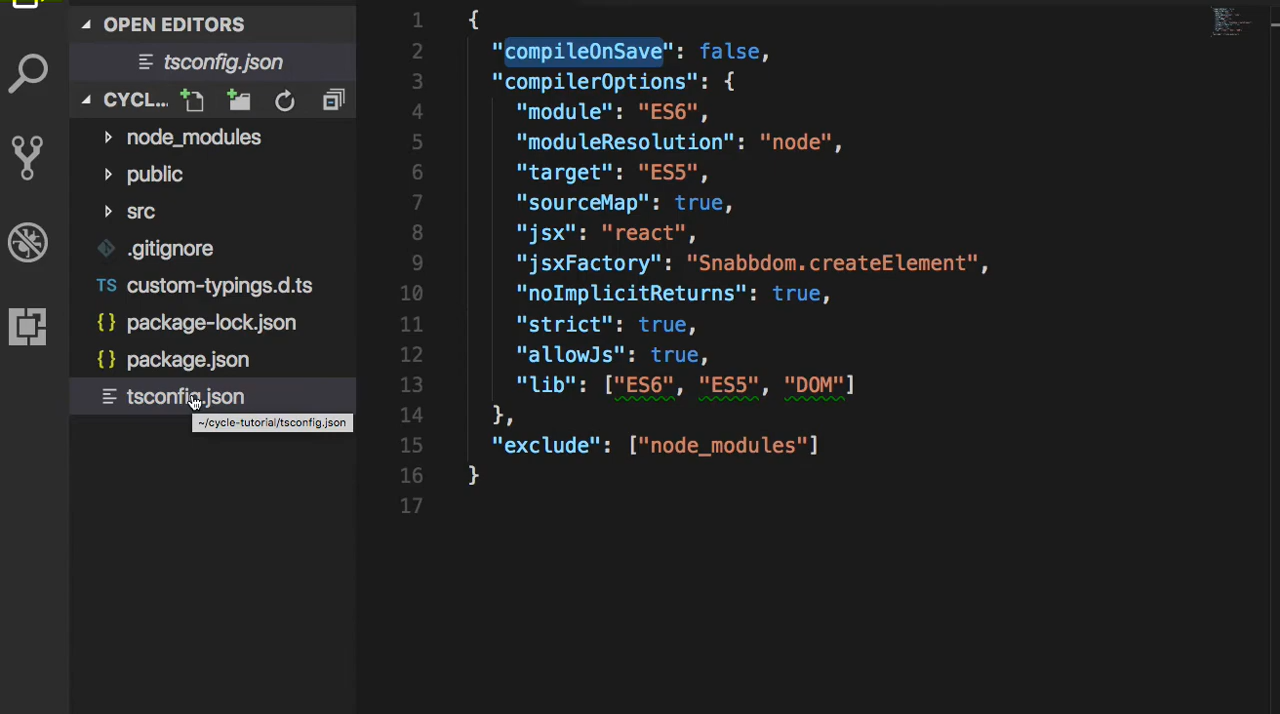 OPEN EDITORS
tsconfig.json
CYCL...
node_modules
public
src
.gitignore
TS custom-typings.d.ts
{} package-lock.json
{} package.json
tsconfig.json
~/cycle-tutorial/tsconfig.json
1 {
2 "compileOnSave": false,
3 "compilerOptions": {
4 "module": "ES6",
5 "moduleResolution": "node",
6 "target": "ES5",
7 "sourceMap": true,
8 "jsx": "react",
9 "jsxFactory": "Snabbdom.createElement",
10 "noImplicitReturns": true,
11 "strict": true,
12 "allowJs": true,
13 "lib": ["ES6", "ES5", "DOM"]
14 },
15 "exclude": ["node_modules"]
16 }
17